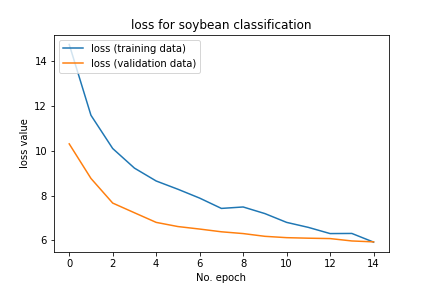 loss for soybean classification
loss (training data)
loss (validation data)
loss value
14
12
10
8
6
0 2 4 6 8 10 12 14
No. epoch